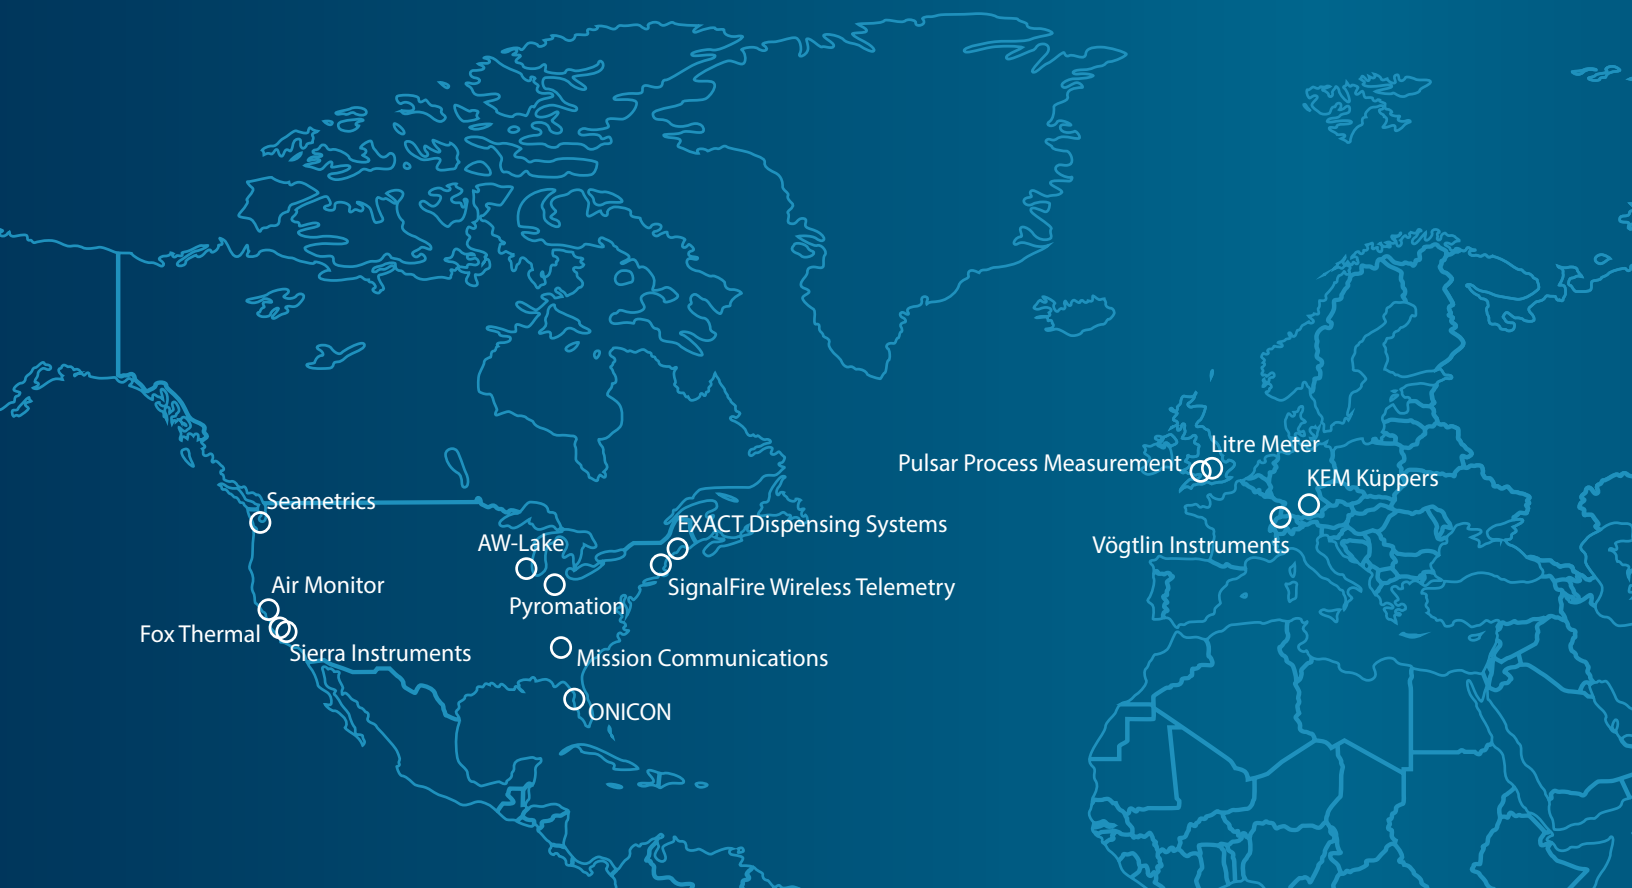 Litre Meter
Pulsar Process Measurement
KEM Küppers
Seametrics
EXACT Dispensing Systems
AW-Lake
Vögtlin Instruments
Air Monitor
SignalFire Wireless Telemetry
Pyromation
Fox Thermal
Sierra Instruments
Mission Communications
ONICON